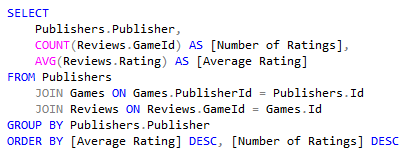 SELECT
Publishers.Publisher,
COUNT(Reviews.GameId) AS [Number of Ratings],
AVG(Reviews.Rating) AS [Average Rating]
FROM Publishers
JOIN Games ON Games.PublisherId = Publishers.Id
JOIN Reviews ON Reviews.GameId = Games.Id
GROUP BY Publishers.Publisher
ORDER BY [Average Rating] DESC, [Number of Ratings] DESC